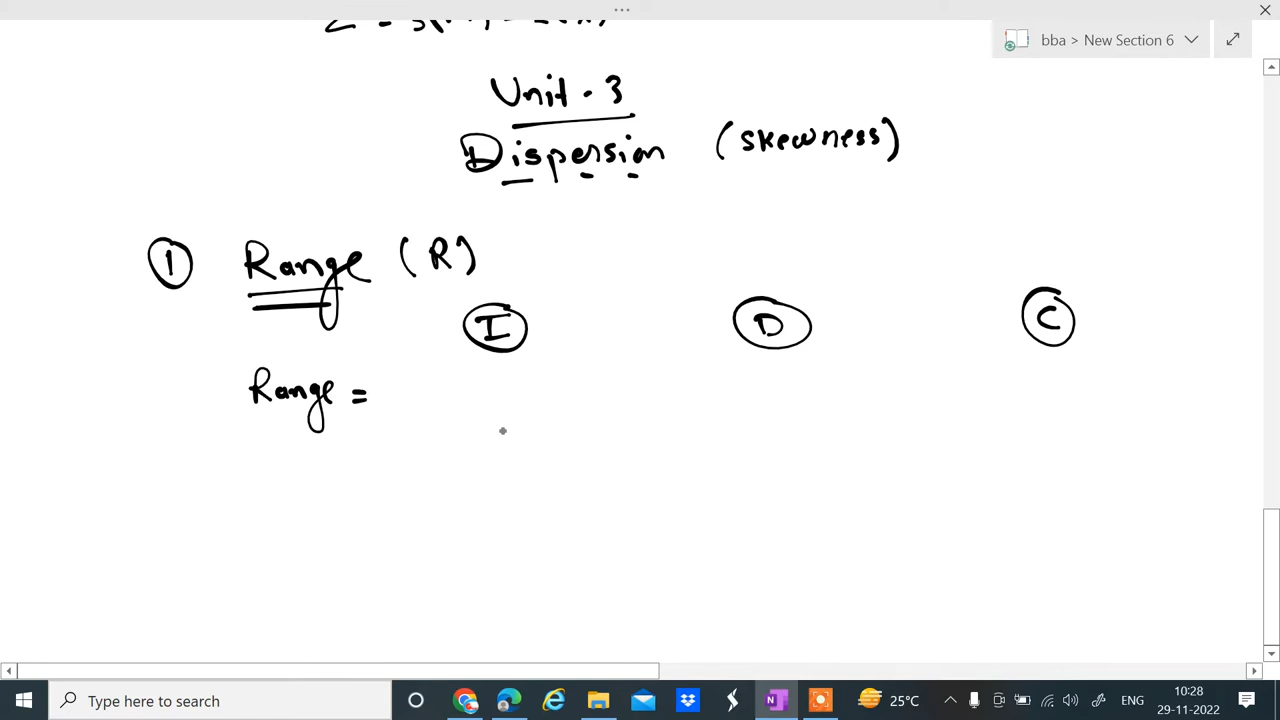 bba > New Section 6
Unit - 3
Dispersion (skewness)
① Range (R)
I D C
Range =
Type here to search
25°C
ENG
10:28
29-11-2022